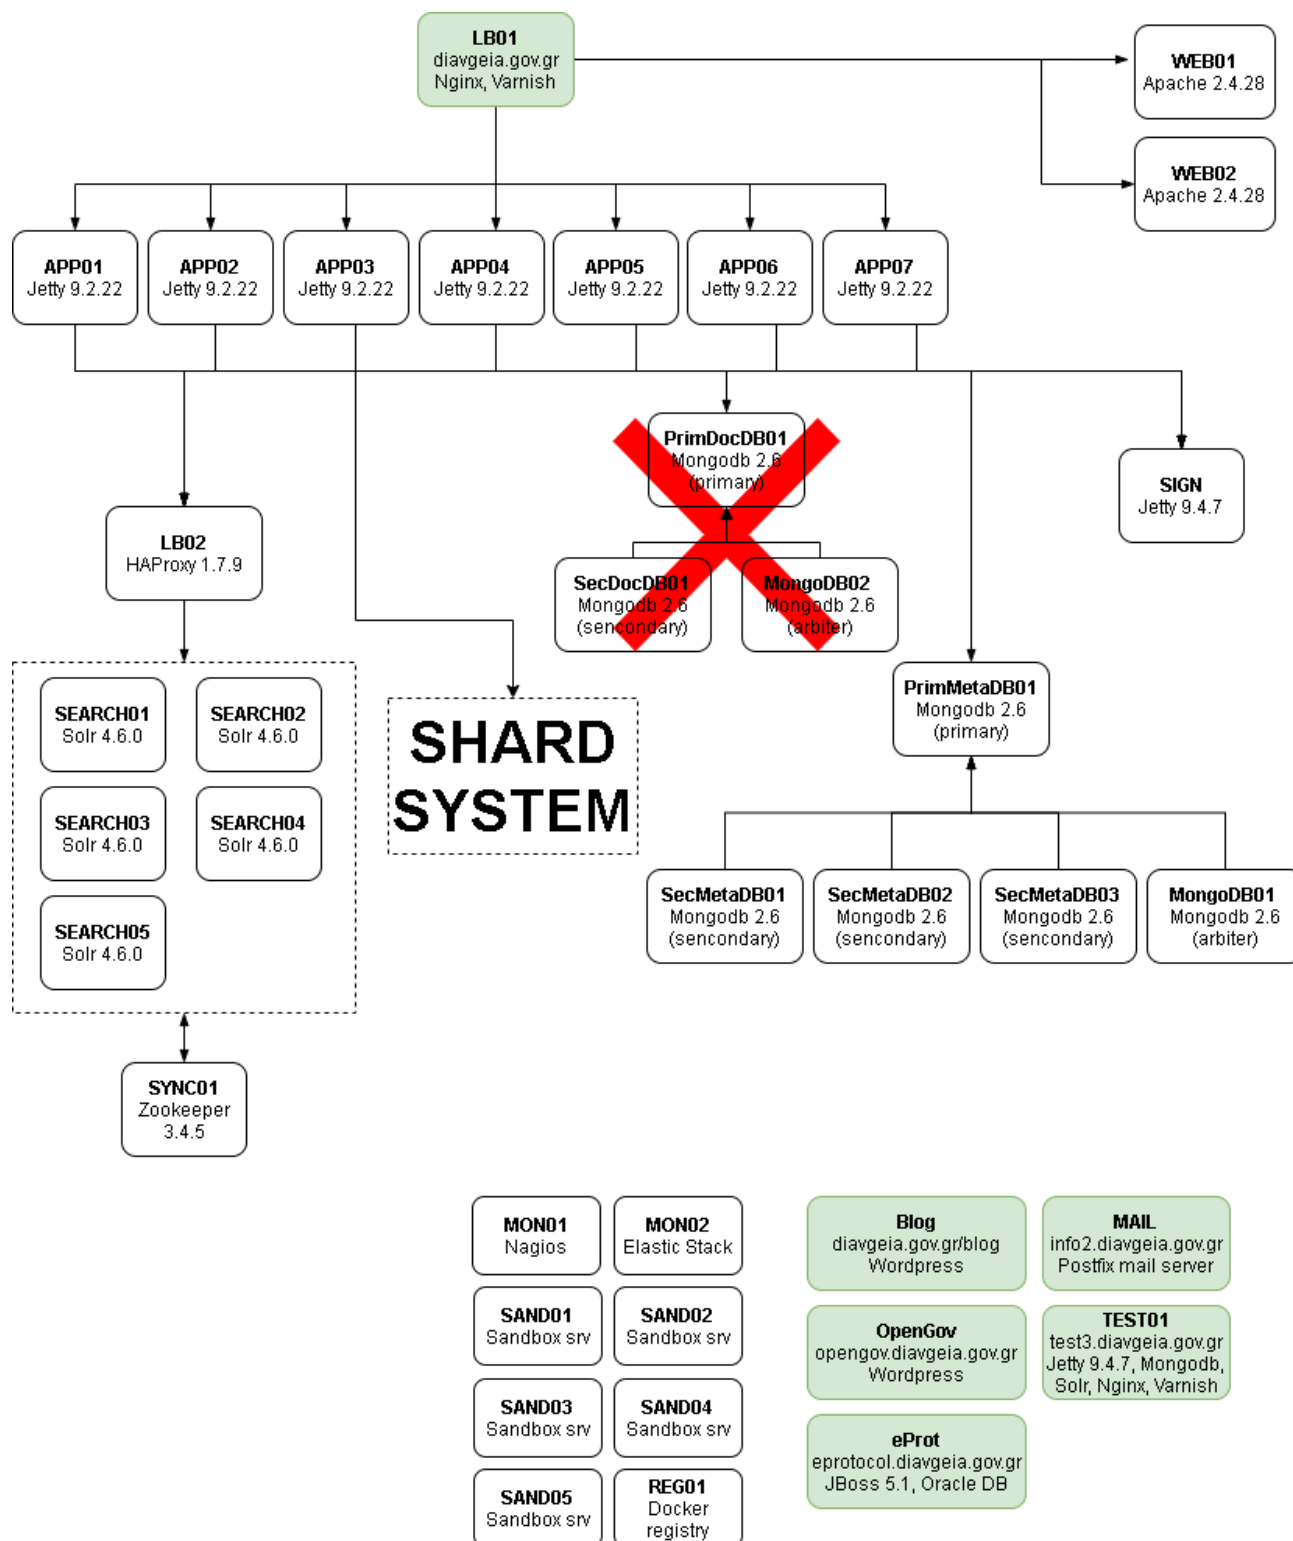 LB01
diavgeia.gov.gr
Nginx, Varnish
WEB01
Apache 2.4.28
WEB02
Apache 2.4.28
APP01
Jetty 9.2.22
APP02
Jetty 9.2.22
APP03
Jetty 9.2.22
APP04
Jetty 9.2.22
APP05
Jetty 9.2.22
APP06
Jetty 9.2.22
APP07
Jetty 9.2.22
PrimDocDB01
Mongodb 2.6
(primary)
SIGN
Jetty 9.4.7
LB02
HAProxy 1.7.9
SecDocDB01
Mongodb 2.6
(sencondary)
MongoDB02
Mongodb 2.6
(arbiter)
SEARCH01
Solr 4.6.0
SEARCH02
Solr 4.6.0
SEARCH03
Solr 4.6.0
SEARCH04
Solr 4.6.0
SEARCH05
Solr 4.6.0
SHARD
SYSTEM
PrimMetaDB01
Mongodb 2.6
(primary)
SecMetaDB01
Mongodb 2.6
(sencondary)
SecMetaDB02
Mongodb 2.6
(sencondary)
SecMetaDB03
Mongodb 2.6
(sencondary)
MongoDB01
Mongodb 2.6
(arbiter)
SYNC01
Zookeeper
3.4.5
MON01
Nagios
MON02
Elastic Stack
SAND01
Sandbox srv
SAND02
Sandbox srv
SAND03
Sandbox srv
SAND04
Sandbox srv
SAND05
Sandbox srv
REG01
Docker
registry
Blog
diavgeia.gov.gr/blog
Wordpress
MAIL
info2.diavgeia.gov.gr
Postfix mail server
OpenGov
opengov.diavgeia.gov.gr
Wordpress
TEST01
test3.diavgeia.gov.gr
Jetty 9.4.7, Mongodb,
Solr, Nginx, Varnish
eProt
eprotocol.diavgeia.gov.gr
JBoss 5.1, Oracle DB